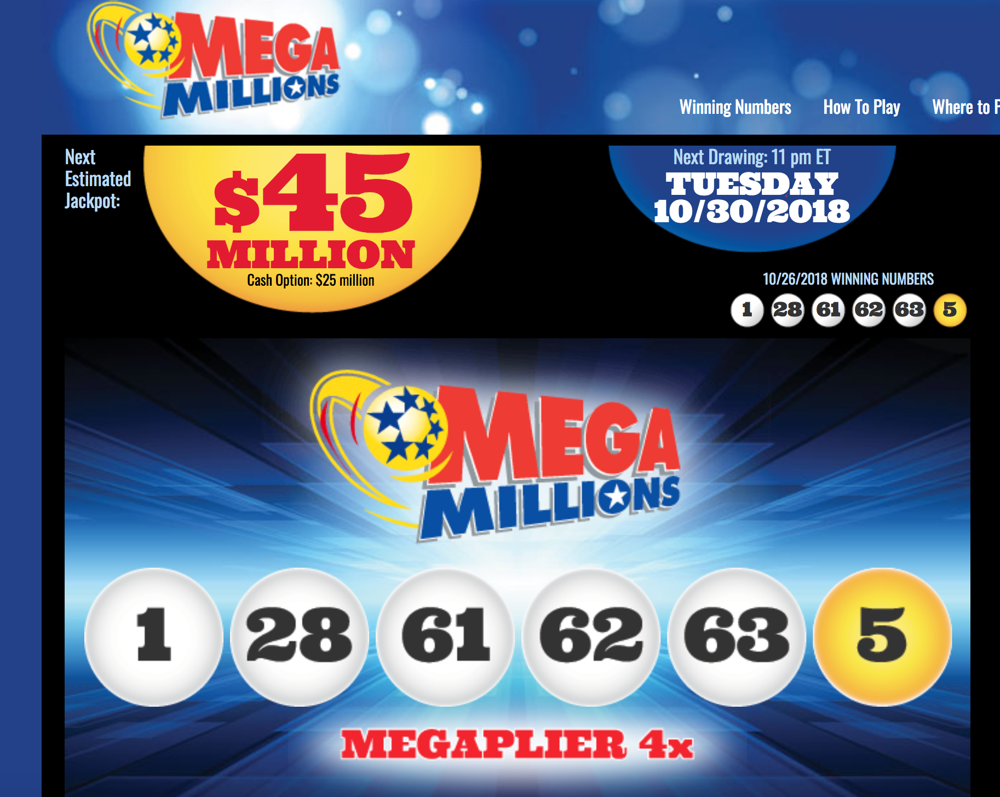 MEGA
MILLIONS
Winning Numbers
How To Play
Where to P
Next
Estimated
Jackpot:
$45
MILLION
Cash Option: $25 million
Next Drawing: 11 pm ET
TUESDAY
10/30/2018
10/26/2018 WINNING NUMBERS
1 28 61 62 63 5
MEGA
MILLIONS
1 28 61 62 63 5
MEGAPLIER 4x